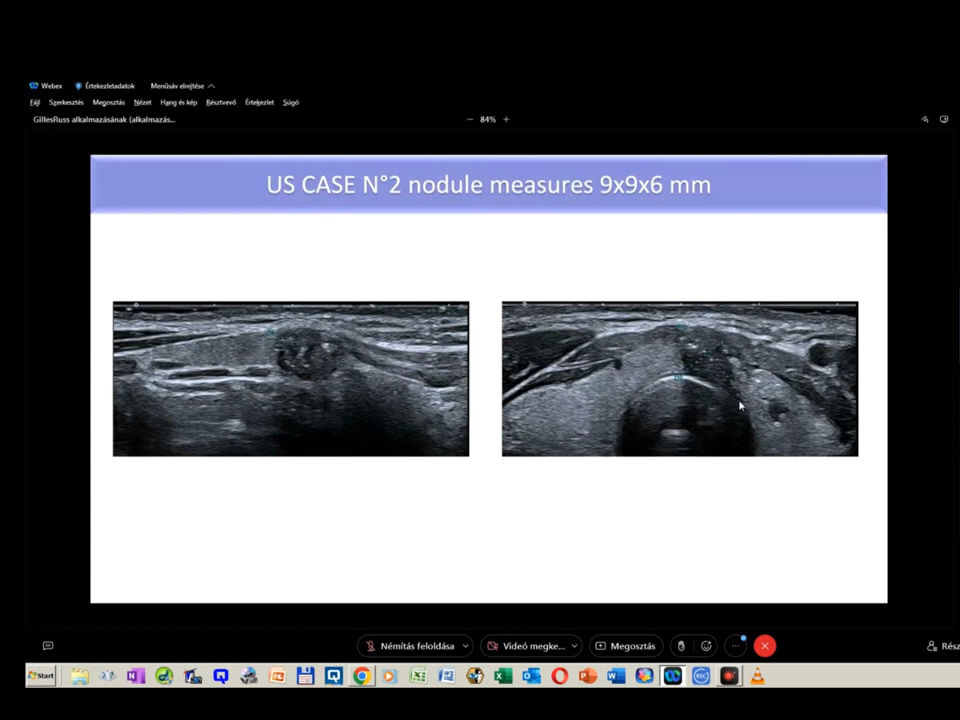 Webex
Értekezletadatok
Menüsáv elrejtése
Fájl
Szerkesztés
Megosztás
Nézet
Hang és kép
Résztvevő
Értekezlet
Súgó
GillesRuss alkalmazásának (alkalmazás...
84%
US CASE N°2 nodule measures 9x9x6 mm
Némítás feloldása
Videó megke...
Megosztás
Rész
Start
REC